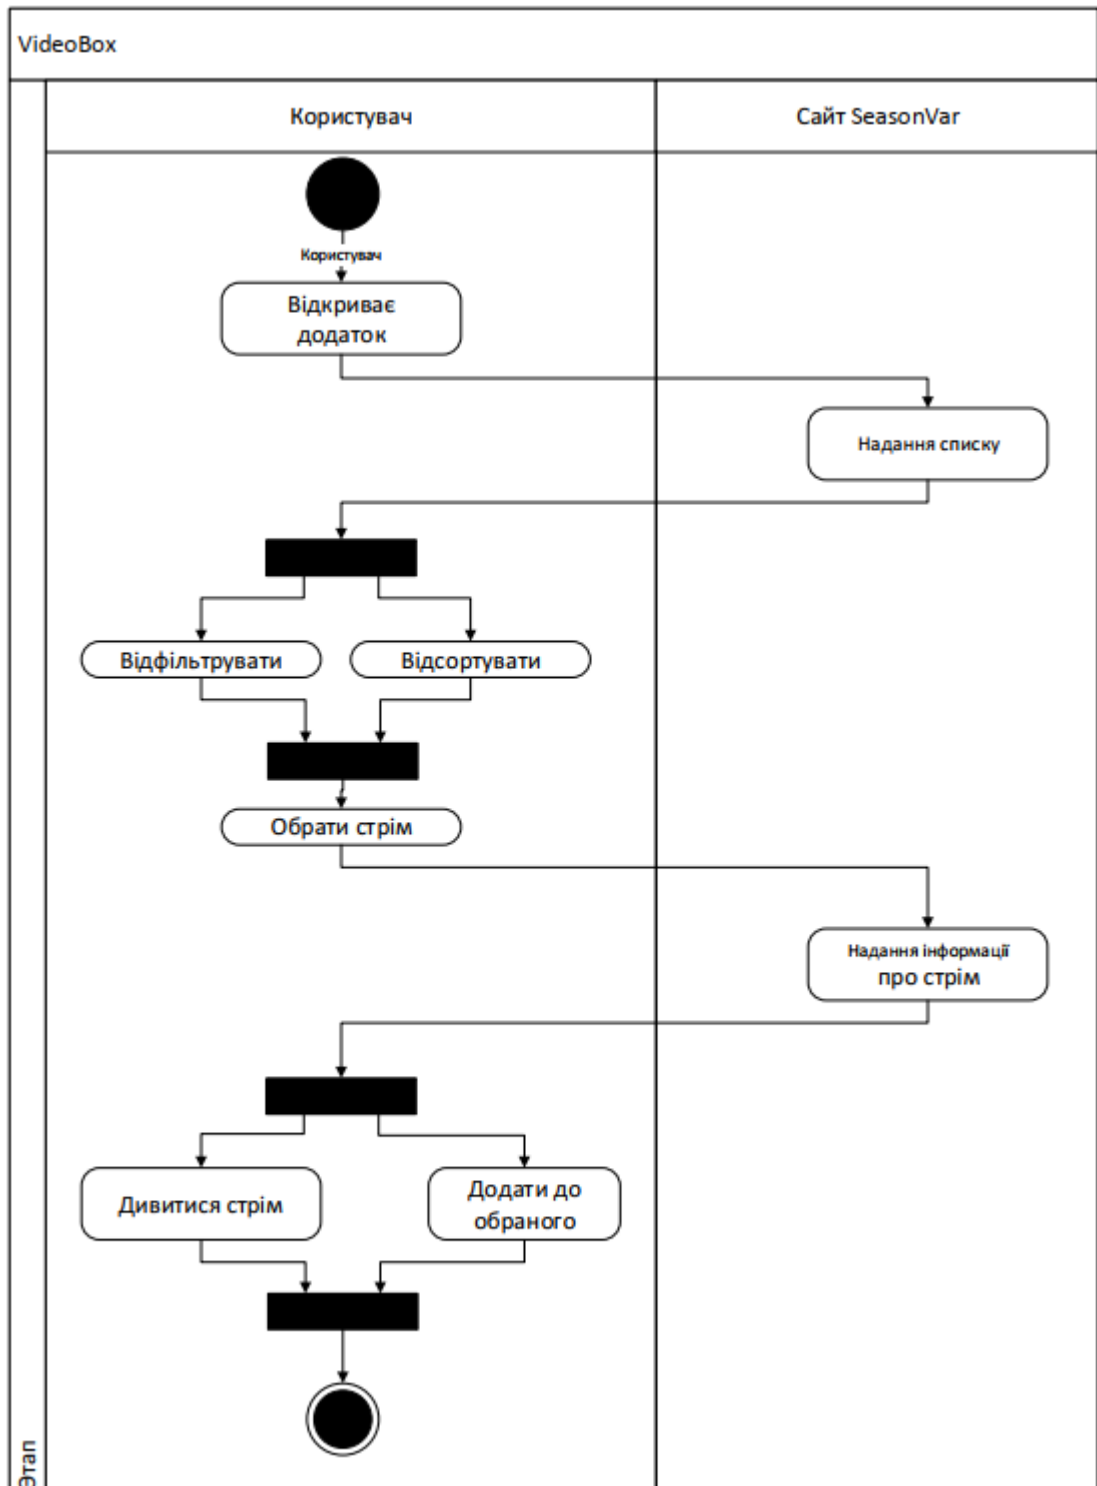 VideoBox
Користувач
Сайт SeasonVar
Користувач
Відкриває
додаток
Надання списку
Відфільтрувати
Відсортувати
Обрати стрім
Надання інформації
про стрім
Дивитися стрім
Додати до
обраного
Этап